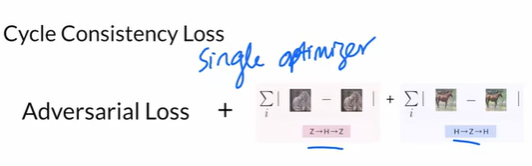 Cycle Consistency Loss
single optimizer
Adversarial Loss + ∑ i | − | + ∑ i | − |
Z→H→Z H→Z→H